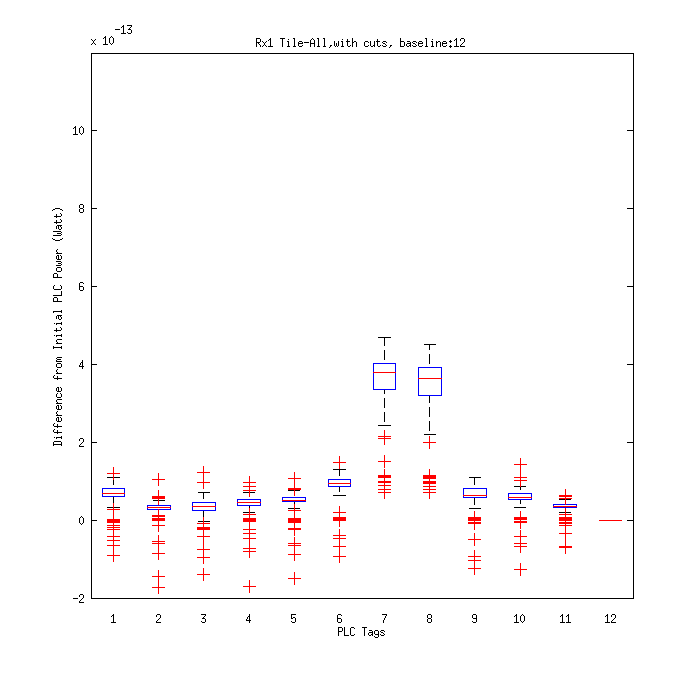 x 10-13
Rx1 Tile-All,with cuts, baseline:12
10
8
6
4
2
0
-2
Difference from Initial PLC Power (Watt)
1 2 3 4 5 6 7 8 9 10 11 12
PLC Tags